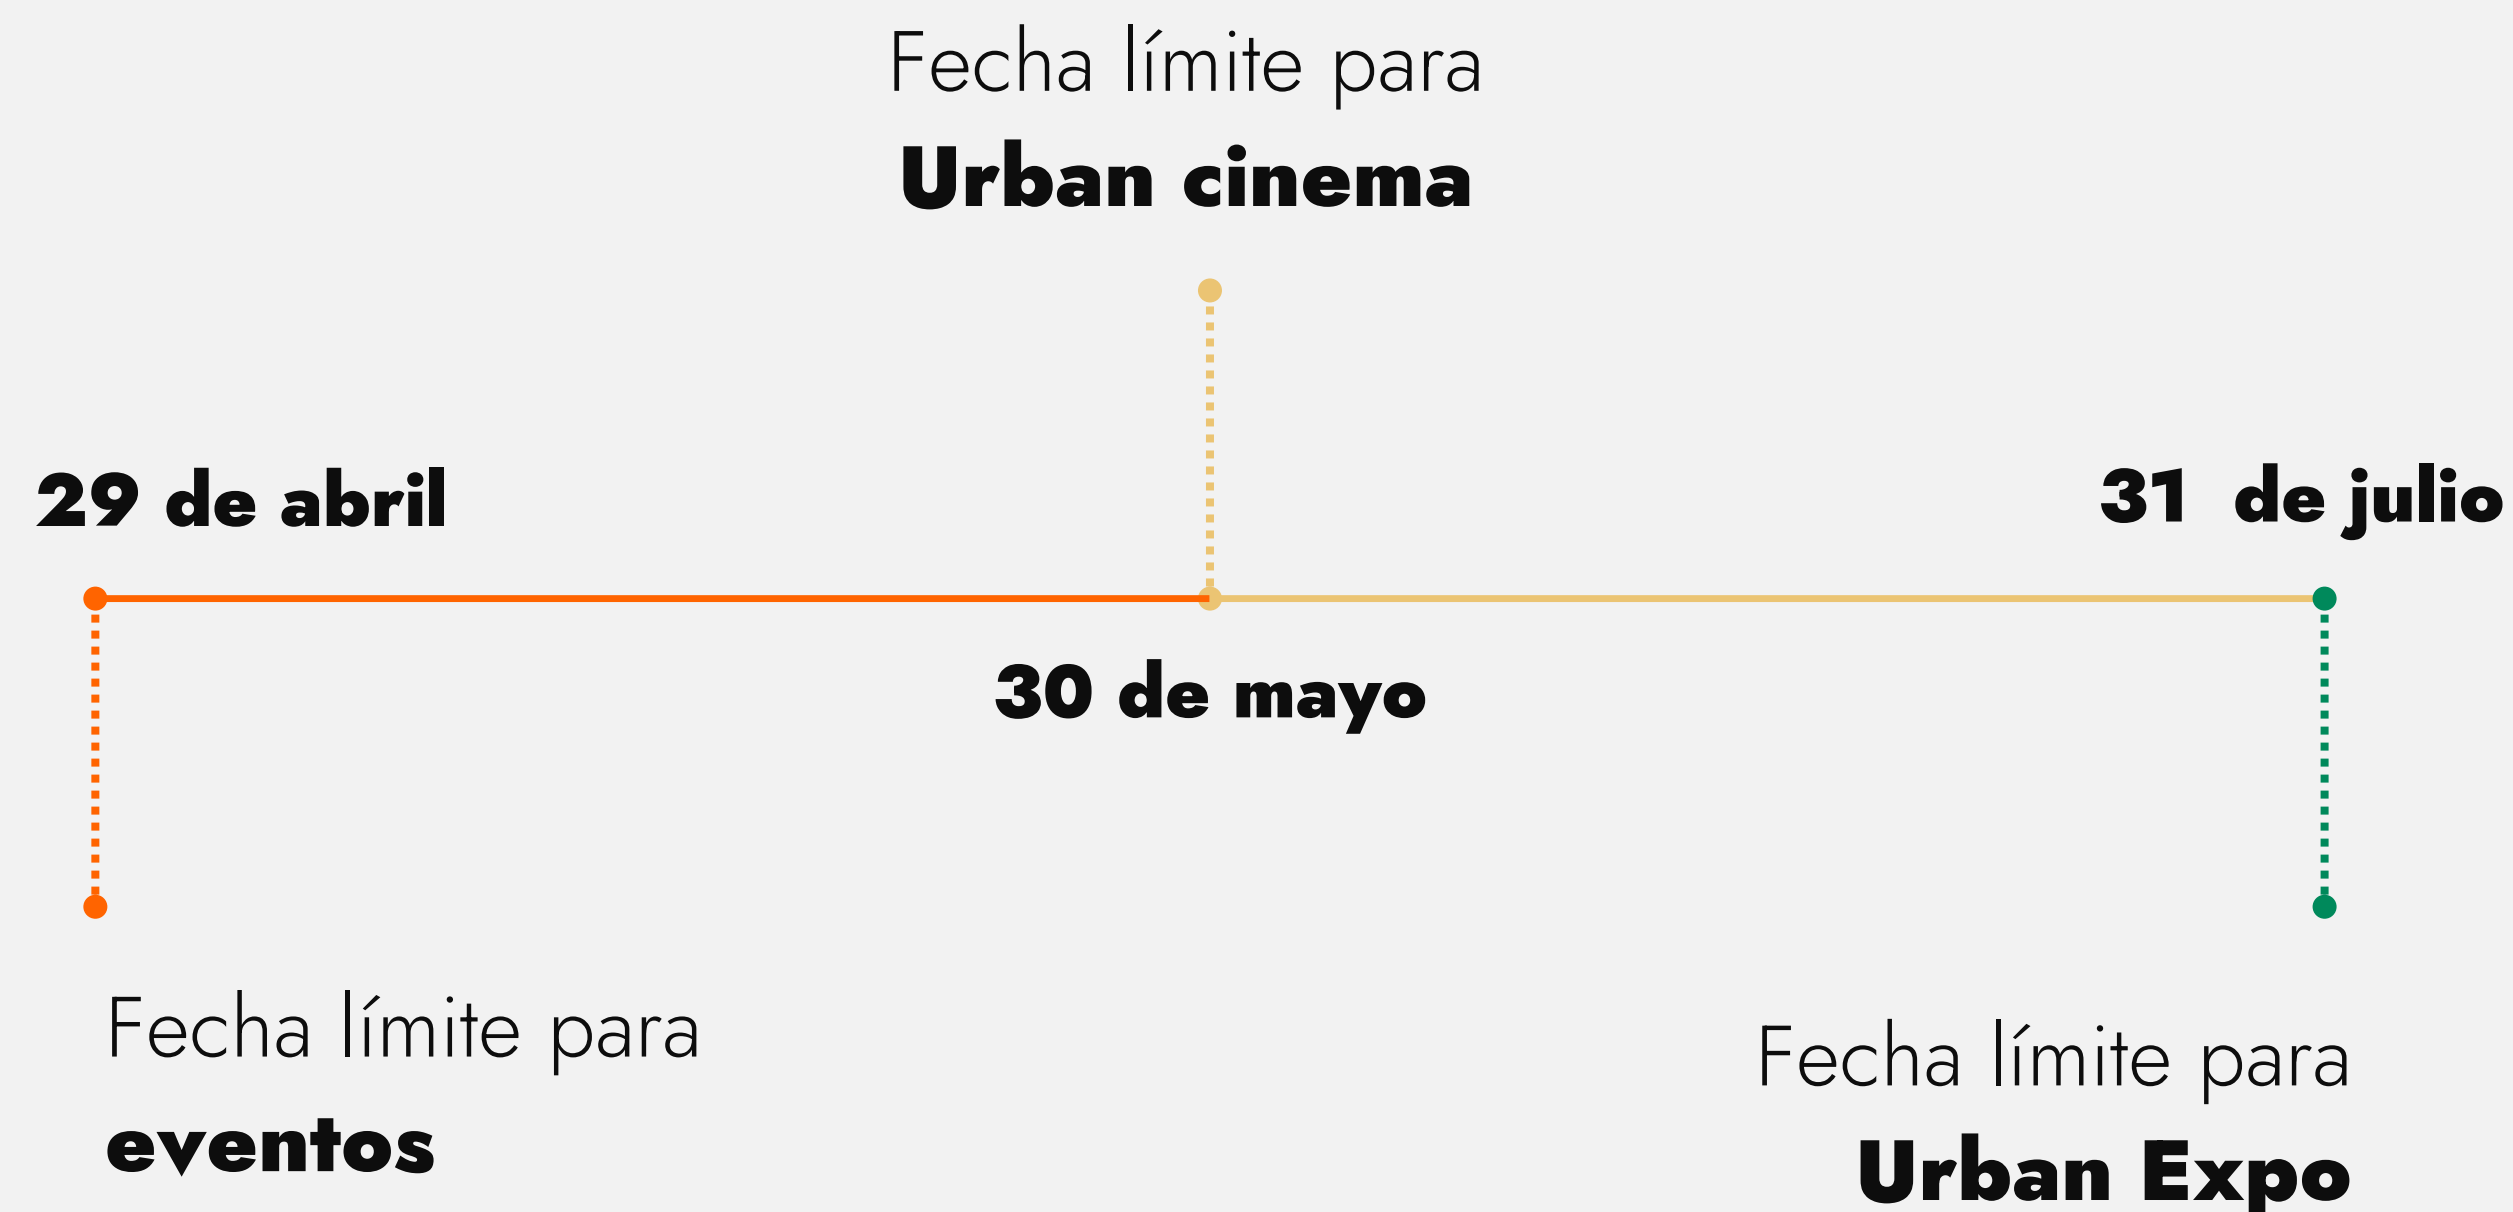 Fecha límite para
Urban cinema
29 de abril
31 de julio
30 de mayo
Fecha límite para
eventos
Fecha límite para
Urban Expo